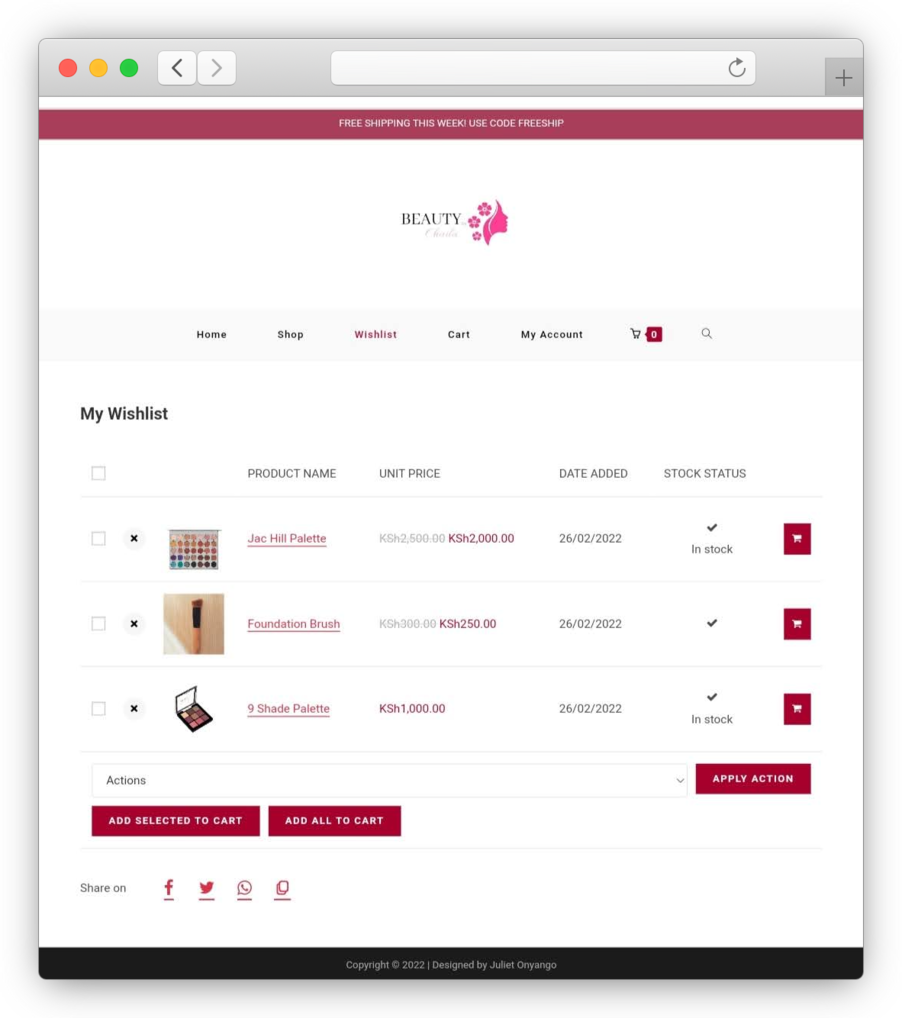 FREE SHIPPING THIS WEEK! USE CODE FREESHIP
BEAUTY
Home Shop Wishlist Cart My Account 0
My Wishlist
PRODUCT NAME UNIT PRICE DATE ADDED STOCK STATUS
Jac Hill Palette KSh2,500.00 KSh2,000.00 26/02/2022 In stock
Foundation Brush KSh300.00 KSh250.00 26/02/2022
9 Shade Palette KSh1,000.00 26/02/2022 In stock
Actions APPLY ACTION
ADD SELECTED TO CART ADD ALL TO CART
Share on
Copyright © 2022 | Designed by Juliet Onyango